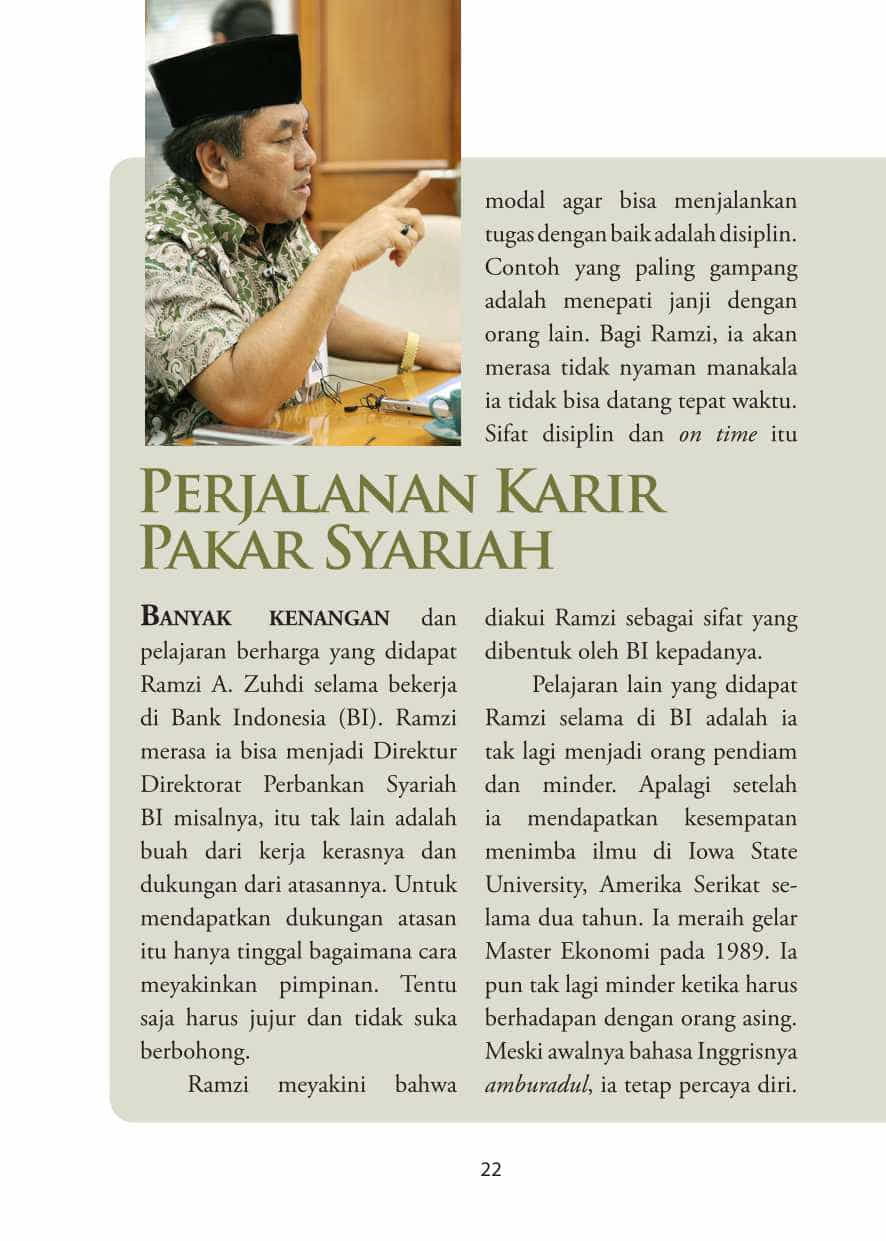 PERJALANAN KARIR
PAKAR SYARIAH
BANYAK KENANGAN dan
pelajaran berharga yang didapat
Ramzi A. Zuhdi selama bekerja
di Bank Indonesia (BI). Ramzi
merasa ia bisa menjadi Direktur
Direktorat Perbankan Syariah
BI misalnya, itu tak lain adalah
buah dari kerja kerasnya dan
dukungan dari atasannya. Untuk
mendapatkan dukungan atasan
itu hanya tinggal bagaimana cara
meyakinkan pimpinan. Tentu
saja harus jujur dan tidak suka
berbohong.
Ramzi meyakini bahwa
modal agar bisa menjalankan
tugas dengan baik adalah disiplin.
Contoh yang paling gampang
adalah menepati janji dengan
orang lain. Bagi Ramzi, ia akan
merasa tidak nyaman manakala
ia tidak bisa datang tepat waktu.
Sifat disiplin dan on time itu
diakui Ramzi sebagai sifat yang
dibentuk oleh BI kepadanya.
Pelajaran lain yang didapat
Ramzi selama di BI adalah ia
tak lagi menjadi orang pendiam
dan minder. Apalagi setelah
ia mendapatkan kesempatan
menimba ilmu di Iowa State
University, Amerika Serikat se-
lama dua tahun. Ia meraih gelar
Master Ekonomi pada 1989. Ia
pun tak lagi minder ketika harus
berhadapan dengan orang asing.
Meski awalnya bahasa Inggrisnya
amburadul, ia tetap percaya diri.
22